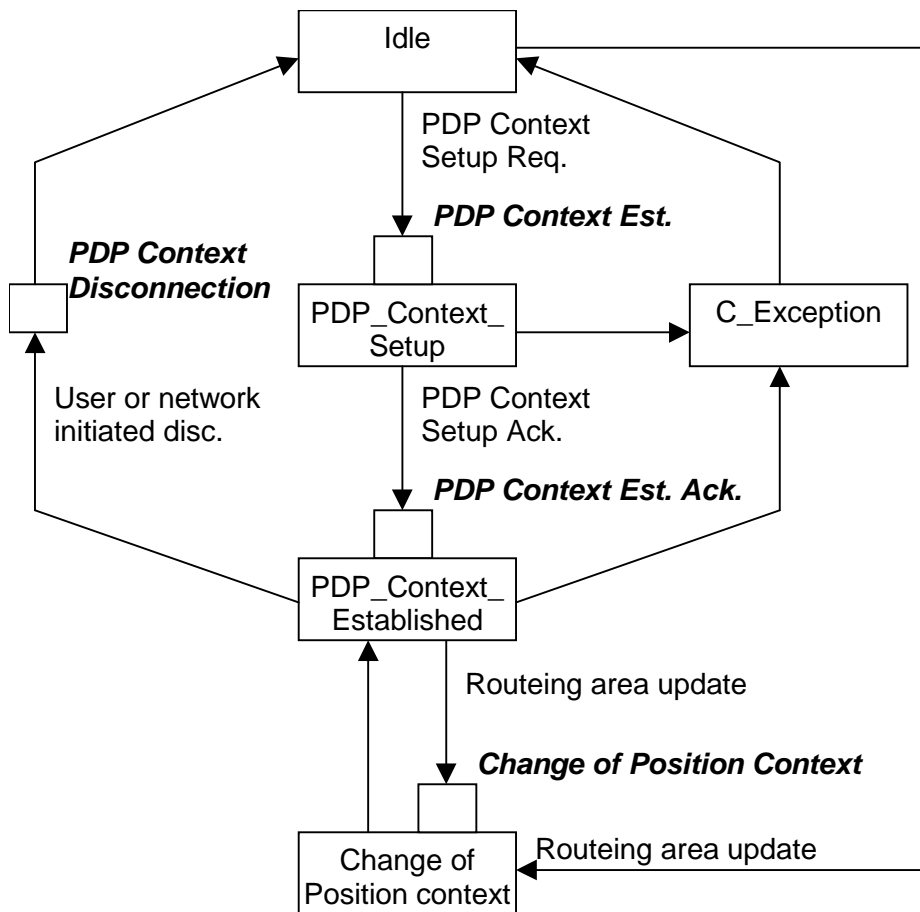 Idle
PDP Context
Setup Req.
PDP Context Est.
PDP Context
Disconnection
PDP_Context_
Setup
C_Exception
User or network
initiated disc.
PDP Context
Setup Ack.
PDP Context Est. Ack.
PDP_Context_
Established
Routeing area update
Change of Position Context
Change of
Position context
Routeing area update